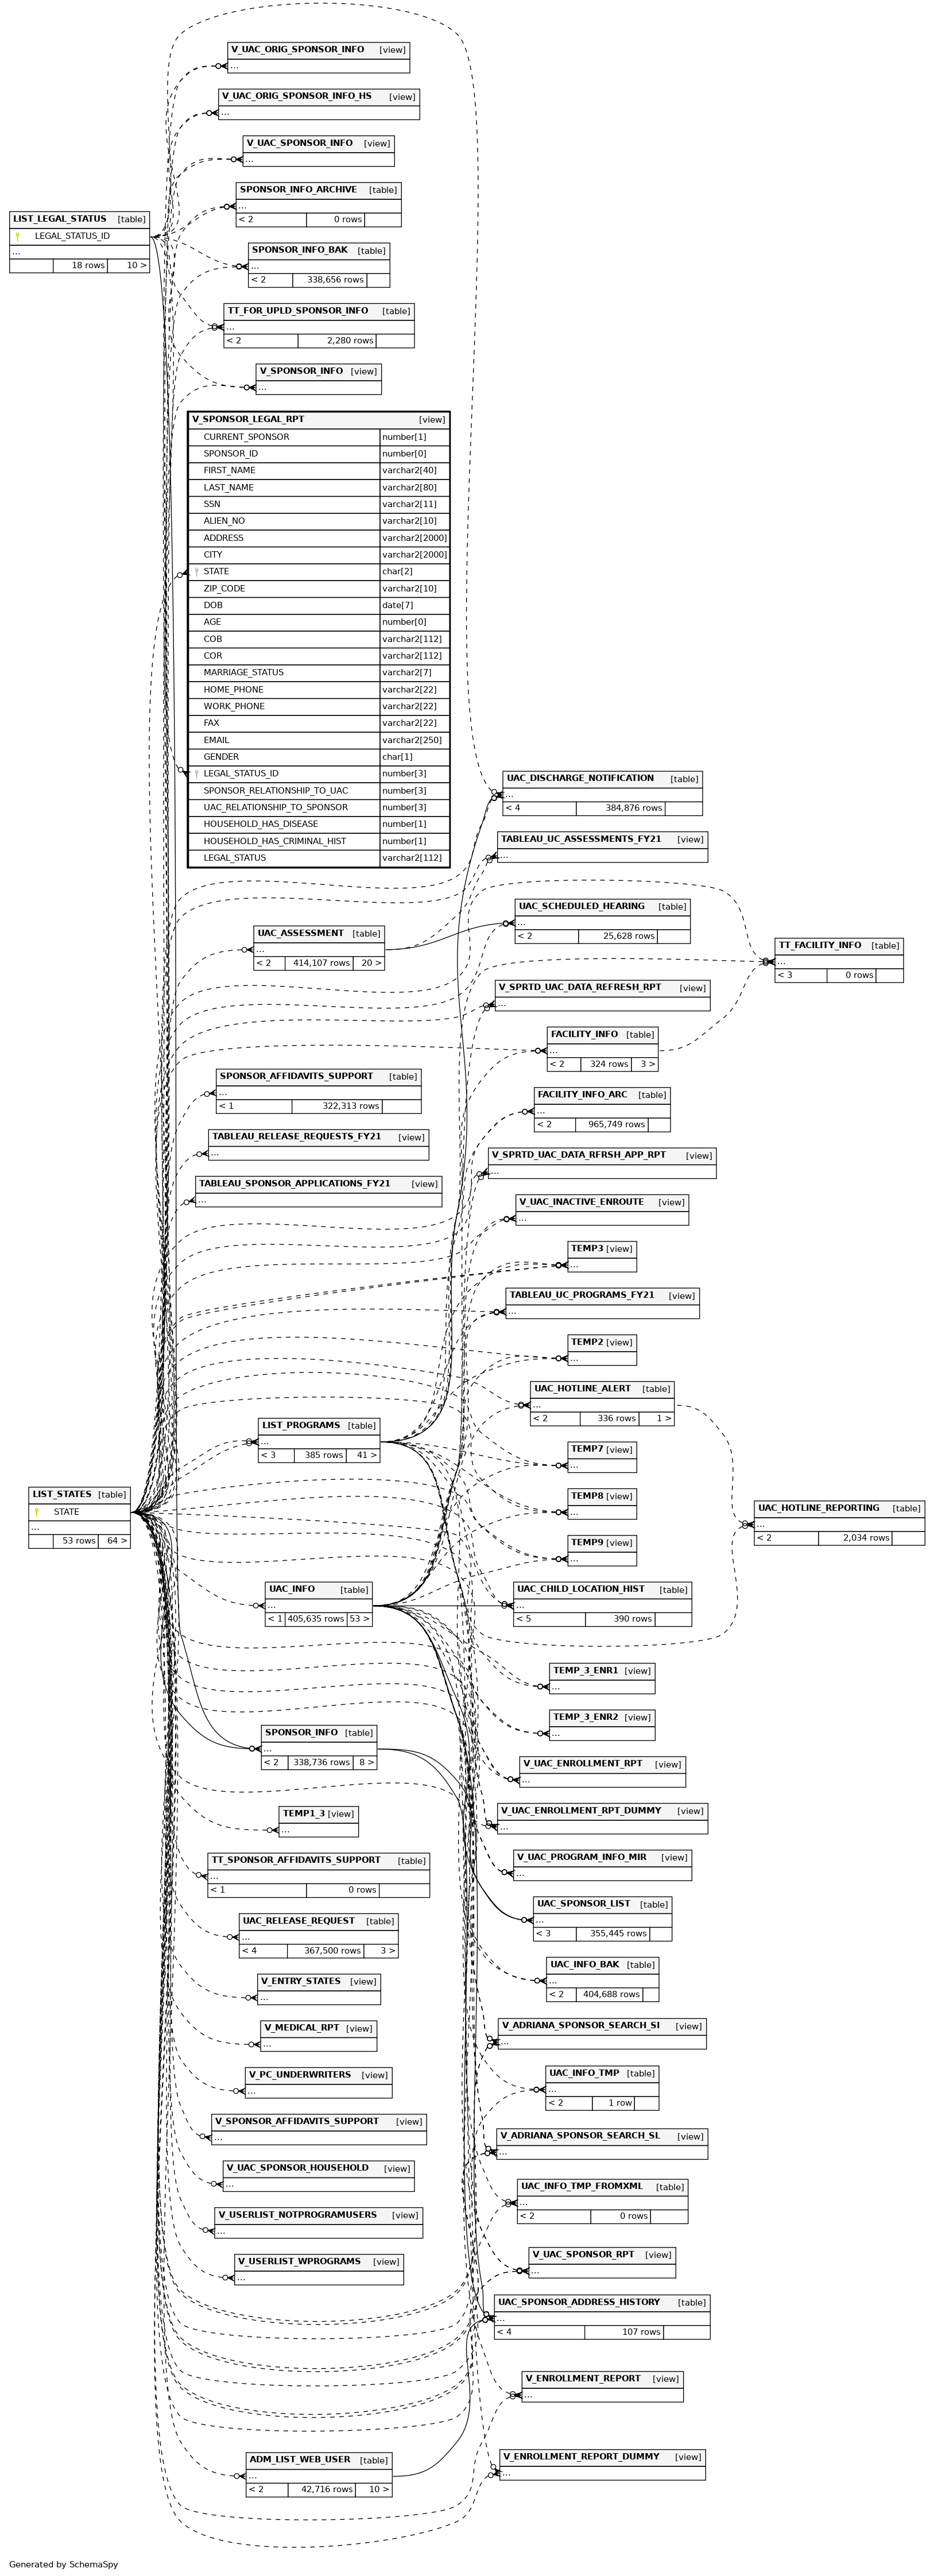 V_UAC_ORIG_SPONSOR_INFO [view]
...
V_UAC_ORIG_SPONSOR_INFO_HS [view]
...
V_UAC_SPONSOR_INFO [view]
...
SPONSOR_INFO_ARCHIVE [table]
...
< 2 0 rows
LIST_LEGAL_STATUS [table]
LEGAL_STATUS_ID
...
18 rows 10 >
SPONSOR_INFO_BAK [table]
...
< 2 338,656 rows
TT_FOR_UPLD_SPONSOR_INFO [table]
...
< 2 2,280 rows
V_SPONSOR_INFO [view]
...
V_SPONSOR_LEGAL_RPT [view]
CURRENT_SPONSOR number[1]
SPONSOR_ID number[0]
FIRST_NAME varchar2[40]
LAST_NAME varchar2[80]
SSN varchar2[11]
ALIEN_NO varchar2[10]
ADDRESS varchar2[2000]
CITY varchar2[2000]
STATE char[2]
ZIP_CODE varchar2[10]
DOB date[7]
AGE number[0]
COB varchar2[112]
COR varchar2[112]
MARRIAGE_STATUS varchar2[7]
HOME_PHONE varchar2[22]
WORK_PHONE varchar2[22]
FAX varchar2[22]
EMAIL varchar2[250]
GENDER char[1]
LEGAL_STATUS_ID number[3]
SPONSOR_RELATIONSHIP_TO_UAC number[3]
UAC_RELATIONSHIP_TO_SPONSOR number[3]
HOUSEHOLD_HAS_DISEASE number[1]
HOUSEHOLD_HAS_CRIMINAL_HIST number[1]
LEGAL_STATUS varchar2[112]
UAC_DISCHARGE_NOTIFICATION [table]
...
< 4 384,876 rows
TABLEAU_UC_ASSESSMENTS_FY21 [view]
...
UAC_SCHEDULED_HEARING [table]
...
< 2 25,628 rows
UAC_ASSESSMENT [table]
...
< 2 414,107 rows 20 >
TT_FACILITY_INFO [table]
...
< 3 0 rows
V_SPRTD_UAC_DATA_REFRESH_RPT [view]
...
FACILITY_INFO [table]
...
< 2 324 rows 3 >
SPONSOR_AFFIDAVITS_SUPPORT [table]
...
< 1 322,313 rows
FACILITY_INFO_ARC [table]
...
< 2 965,749 rows
TABLEAU_RELEASE_REQUESTS_FY21 [view]
...
V_SPRTD_UAC_DATA_RFRSH_APP_RPT [view]
...
TABLEAU_SPONSOR_APPLICATIONS_FY21 [view]
...
V_UAC_INACTIVE_ENROUTE [view]
...
TEMP3 [view]
...
TABLEAU_UC_PROGRAMS_FY21 [view]
...
TEMP2 [view]
...
UAC_HOTLINE_ALERT [table]
...
< 2 336 rows 1 >
LIST_PROGRAMS [table]
...
< 3 385 rows 41 >
TEMP7 [view]
...
LIST_STATES [table]
STATE
...
53 rows 64 >
TEMP8 [view]
...
UAC_HOTLINE_REPORTING [table]
...
< 2 2,034 rows
TEMP9 [view]
...
UAC_INFO [table]
...
< 1 405,635 rows 53 >
UAC_CHILD_LOCATION_HIST [table]
...
< 5 390 rows
TEMP_3_ENR1 [view]
...
TEMP_3_ENR2 [view]
...
SPONSOR_INFO [table]
...
< 2 338,736 rows 8 >
V_UAC_ENROLLMENT_RPT [view]
...
TEMP1_3 [view]
...
V_UAC_ENROLLMENT_RPT_DUMMY [view]
...
TT_SPONSOR_AFFIDAVITS_SUPPORT [table]
...
< 1 0 rows
V_UAC_PROGRAM_INFO_MIR [view]
...
UAC_SPONSOR_LIST [table]
...
< 3 355,445 rows
UAC_RELEASE_REQUEST [table]
...
< 4 367,500 rows 3 >
UAC_INFO_BAK [table]
...
< 2 404,688 rows
V_ENTRY_STATES [view]
...
V_MEDICAL_RPT [view]
...
V_ADRIANA_SPONSOR_SEARCH_SI [view]
...
V_PC_UNDERWRITERS [view]
...
UAC_INFO_TMP [table]
...
< 2 1 row
V_SPONSOR_AFFIDAVITS_SUPPORT [view]
...
V_ADRIANA_SPONSOR_SEARCH_SL [view]
...
V_UAC_SPONSOR_HOUSEHOLD [view]
...
UAC_INFO_TMP_FROMXML [table]
...
< 2 0 rows
V_USERLIST_NOTPROGRAMUSERS [view]
...
V_USERLIST_WPROGRAMS [view]
...
V_UAC_SPONSOR_RPT [view]
...
UAC_SPONSOR_ADDRESS_HISTORY [table]
...
< 4 107 rows
V_ENROLLMENT_REPORT [view]
...
ADM_LIST_WEB_USER [table]
...
< 2 42,716 rows 10 >
V_ENROLLMENT_REPORT_DUMMY [view]
...
Generated by SchemaSpy